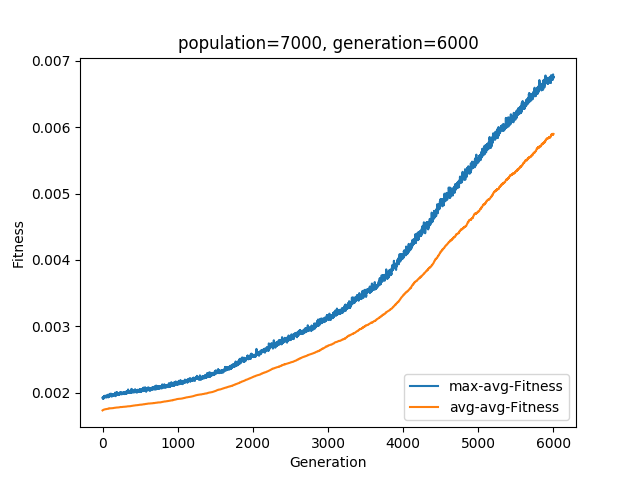 population=7000, generation=6000
0.007
0.006
0.005
0.004
0.003
0.002
Fitness
max-avg-Fitness
avg-avg-Fitness
0 1000 2000 3000 4000 5000 6000
Generation